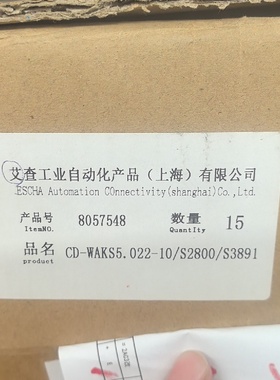 艾查工业自动化产品（上海）有限公司
ESCHA Automation COnnectivity(shanghai)Co.,Ltd.
产品号 8057548 数量 15
ItemNO. Quantity
品名 CD-WAKS5.022-10/S2800/S3891
product